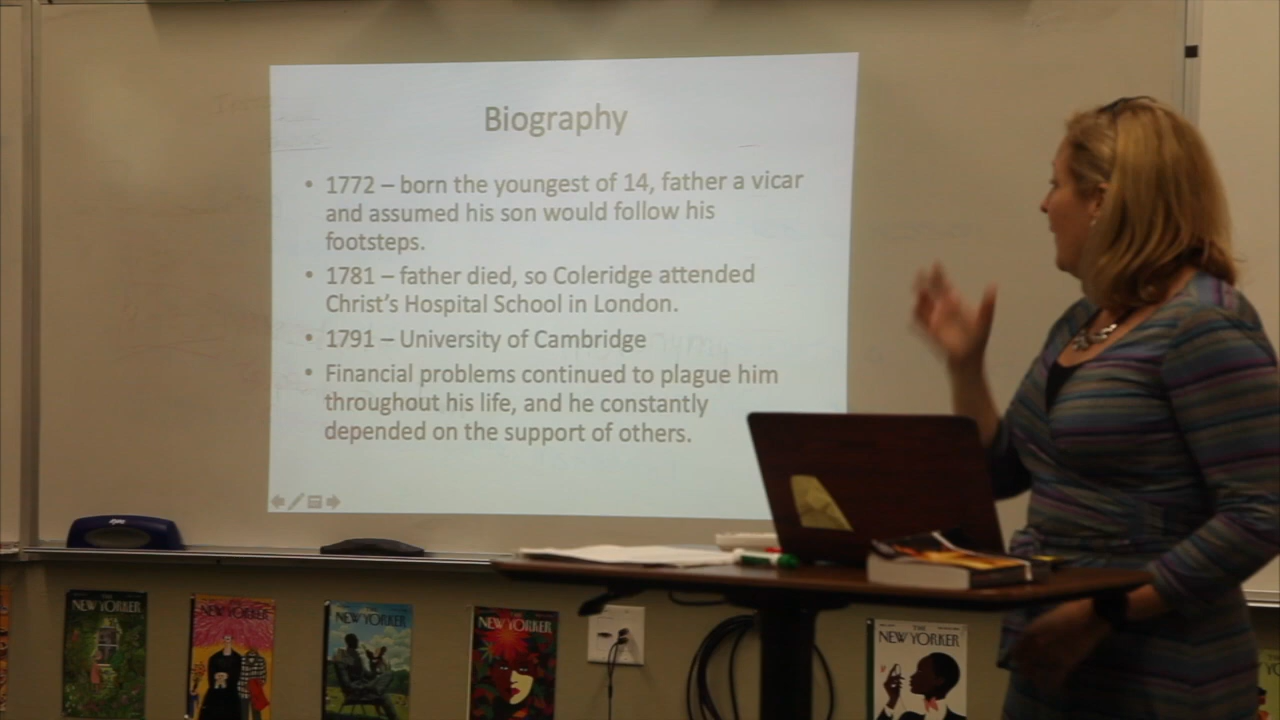 Biography
• 1772 – born the youngest of 14, father a vicar
and assumed his son would follow his
footsteps.
• 1781 – father died, so Coleridge attended
Christ's Hospital School in London.
• 1791 – University of Cambridge
• Financial problems continued to plague him
throughout his life, and he constantly
depended on the support of others.
expo
THE
NEW YORKER
NEW YORKER
NEW YORKER
NEW YORKER
THE
NEW YORKER